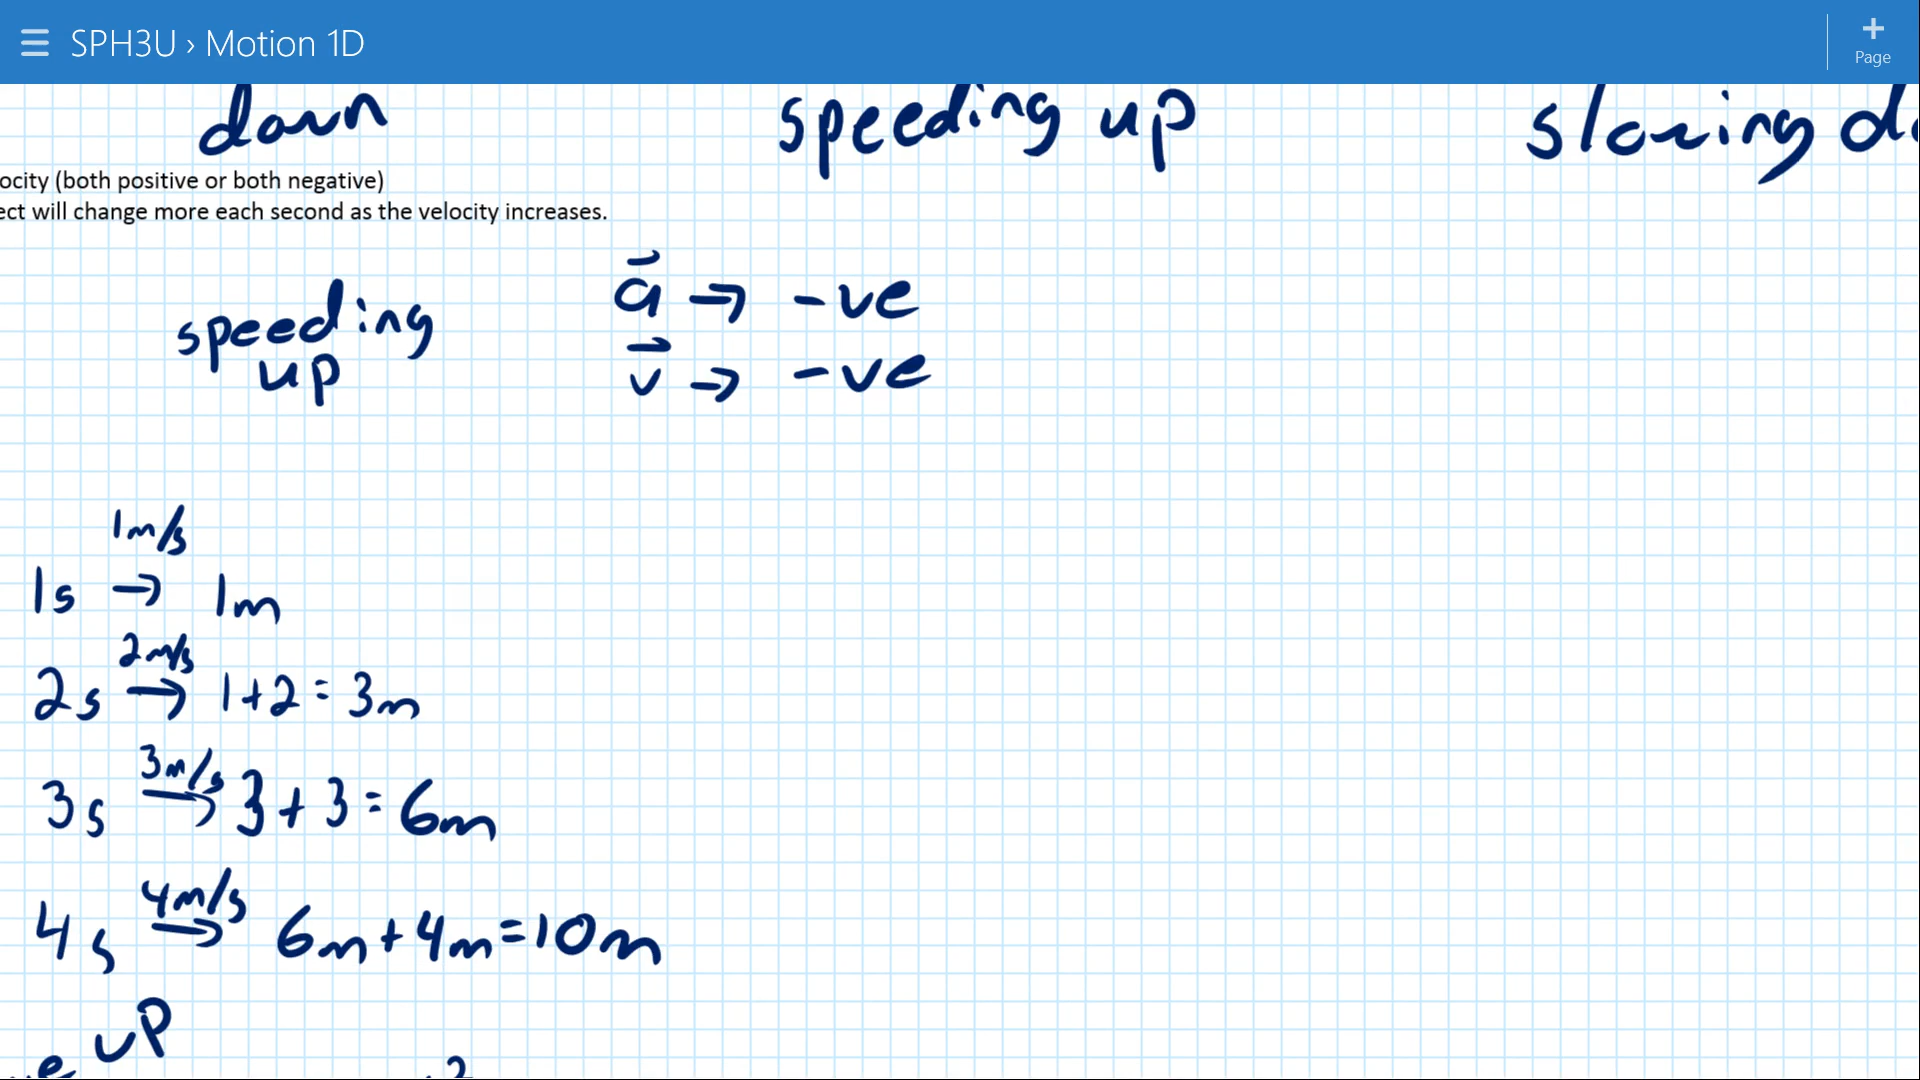 SPH3U › Motion 1D
Page
down
speeding up
ocity (both positive or both negative)
ect will change more each second as the velocity increases.
speeding
up
a⃗ → -ve
v⃗ → -ve
1m/s
1s → 1m
2m/s
2s → 1+2=3m
3m/s
3s → 3+3=6m
4m/s
4s → 6m+4m=10m
up